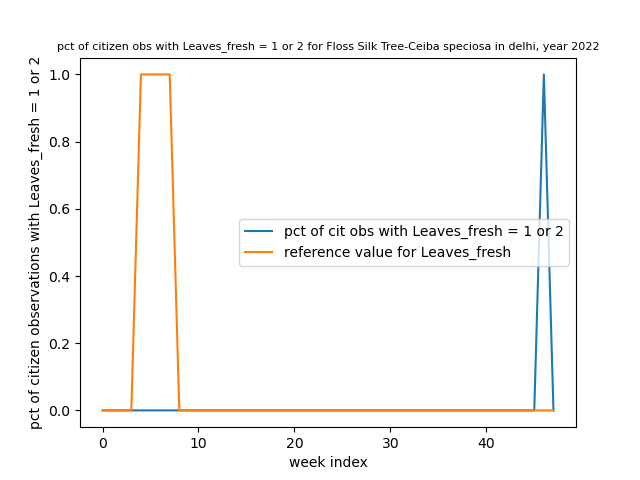 pct of citizen obs with Leaves_fresh = 1 or 2 for Floss Silk Tree-Ceiba speciosa in delhi, year 2022
pct of citizen observations with Leaves_fresh = 1 or 2
1.0
0.8
0.6
0.4
0.2
0.0
pct of cit obs with Leaves_fresh = 1 or 2
reference value for Leaves_fresh
0
10
20
30
40
week index